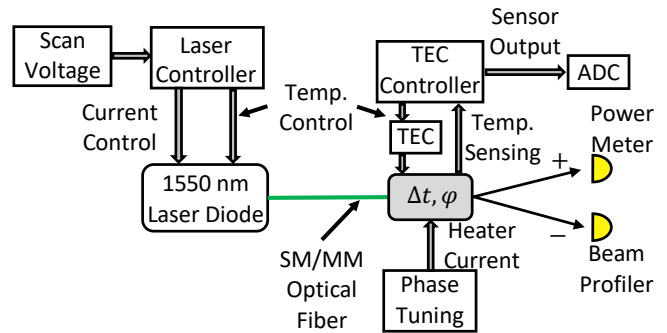 Scan
Voltage
Laser
Controller
TEC
Controller
Sensor
Output
ADC
Current
Control
Temp.
Control
TEC
Temp.
Sensing
Power
Meter
1550 nm
Laser Diode
Δt, φ
+
−
SM/MM
Optical
Fiber
Heater
Current
Phase
Tuning
Beam
Profiler